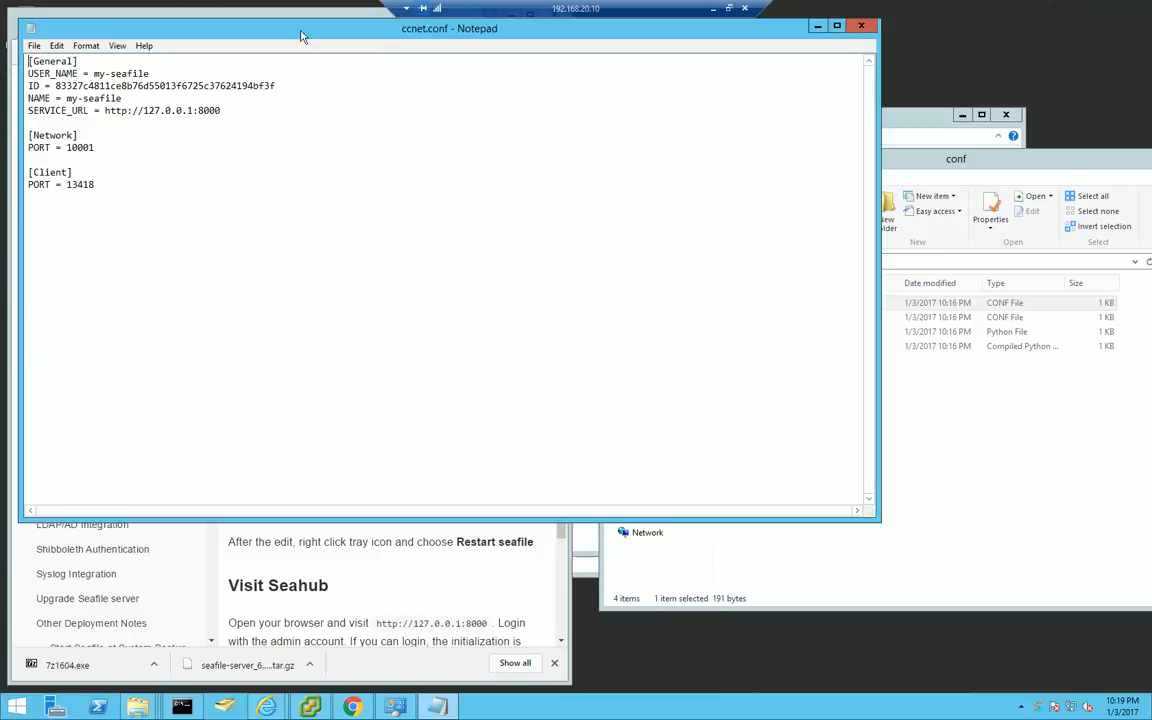 192.168.20.10
ccnet.conf - Notepad
File Edit Format View Help
[General]
USER_NAME = my-seafile
ID = 83327c4811ce8b76d55013f6725c37624194bf3f
NAME = my-seafile
SERVICE_URL = http://127.0.0.1:8000
[Network]
PORT = 10001
[Client]
PORT = 13418
conf
New item
Open
Select all
Easy access
Edit
Select none
New
Properties
Invert selection
New Open Select
Date modified Type Size
1/3/2017 10:16 PM CONF File 1 KB
1/3/2017 10:16 PM CONF File 1 KB
1/3/2017 10:16 PM Python File 1 KB
1/3/2017 10:16 PM Compiled Python ... 1 KB
Network
4 items 1 item selected 191 bytes
LDAP/AD Integration
Shibboleth Authentication
Syslog Integration
Upgrade Seafile server
Other Deployment Notes
After the edit, right click tray icon and choose Restart seafile
Visit Seahub
Open your browser and visit http://127.0.0.1:8000 . Login
with the admin account. If you can login, the initialization is
7z1604.exe
seafile-server_6.....tar.gz
Show all
10:19 PM
1/3/2017